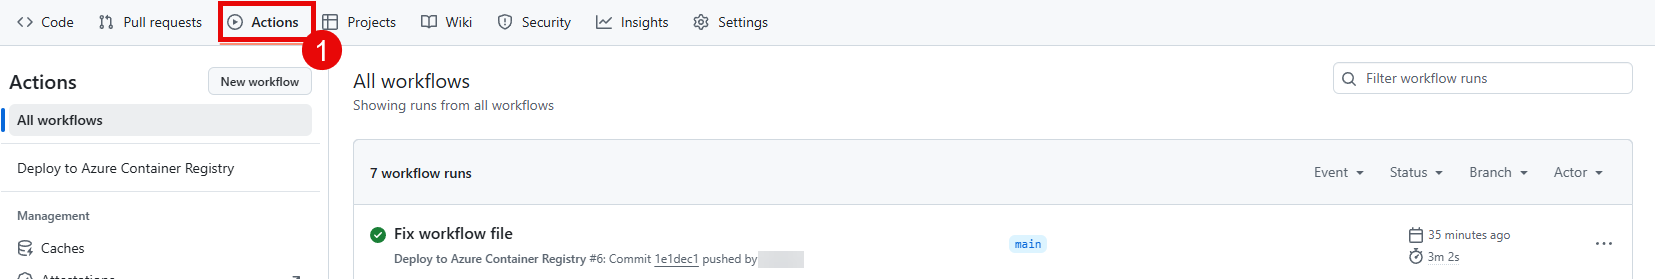 Code Pull requests Actions Projects Wiki Security Insights Settings
1
Actions New workflow
All workflows
Deploy to Azure Container Registry
Management
Caches
Attestations
All workflows
Showing runs from all workflows
Filter workflow runs
7 workflow runs
Event Status Branch Actor
Fix workflow file
Deploy to Azure Container Registry #6: Commit 1e1dec1 pushed by
main
35 minutes ago
3m 2s